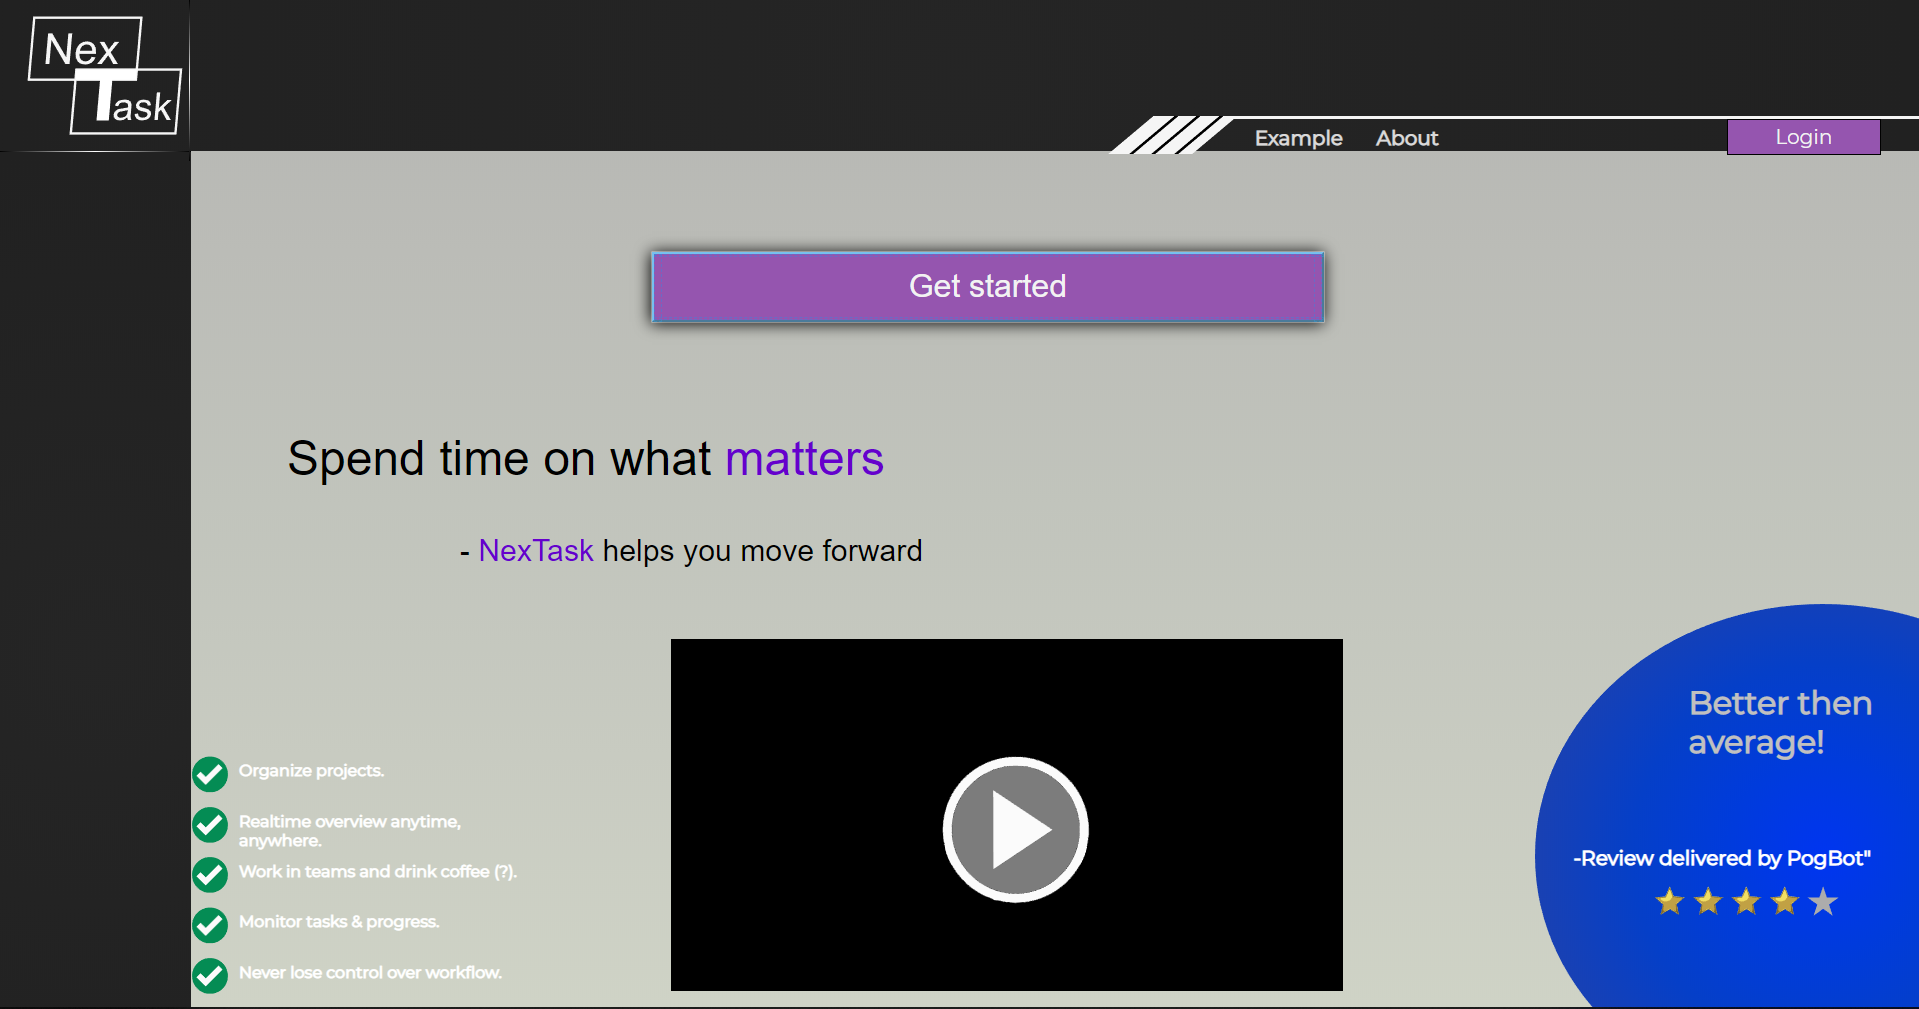 Nex
Task
Example
About
Login
Get started
Spend time on what matters
- NexTask helps you move forward
Organize projects.
Realtime overview anytime,
anywhere.
Work in teams and drink coffee (?).
Monitor tasks & progress.
Never lose control over workflow.
Better then
average!
-Review delivered by PogBot"